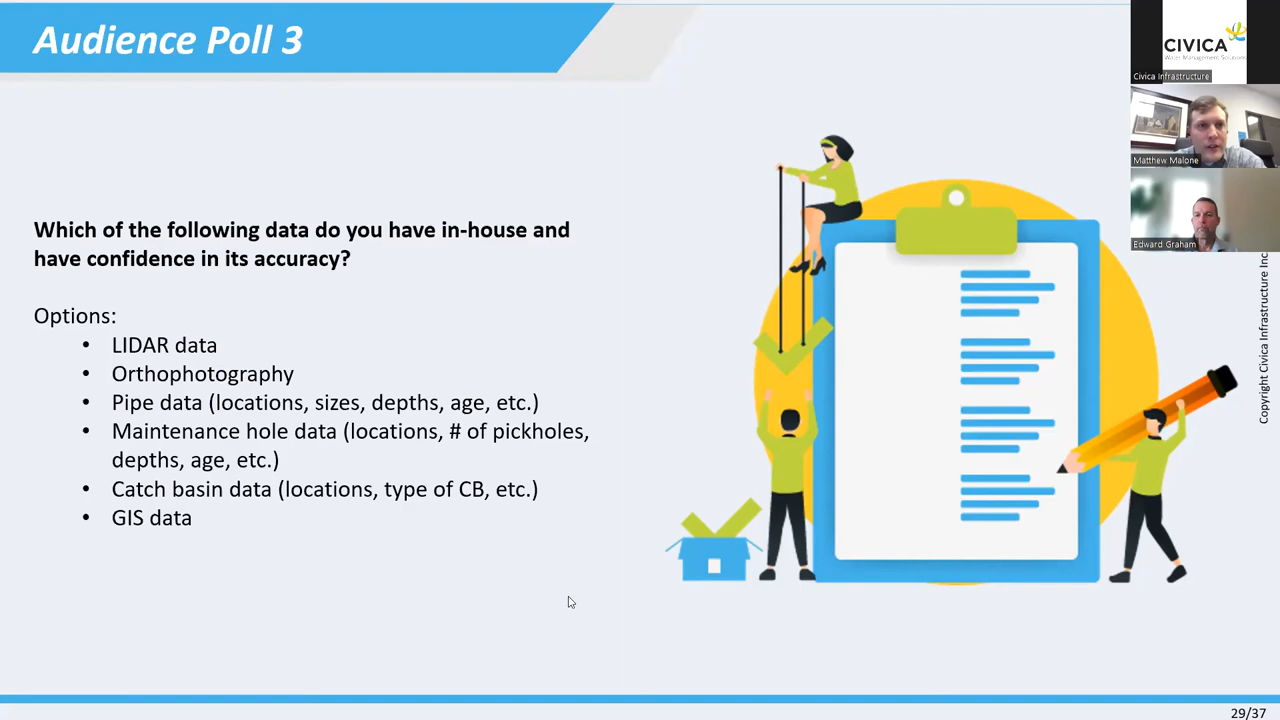 Audience Poll 3
Which of the following data do you have in-house and
have confidence in its accuracy?
Options:
• LIDAR data
• Orthophotography
• Pipe data (locations, sizes, depths, age, etc.)
• Maintenance hole data (locations, # of pickholes,
depths, age, etc.)
• Catch basin data (locations, type of CB, etc.)
• GIS data
CIVICA
Water Management Solutions
Civica Infrastructure
Matthew Malone
Edward Graham
Copyright Civica Infrastructure Inc
29/37